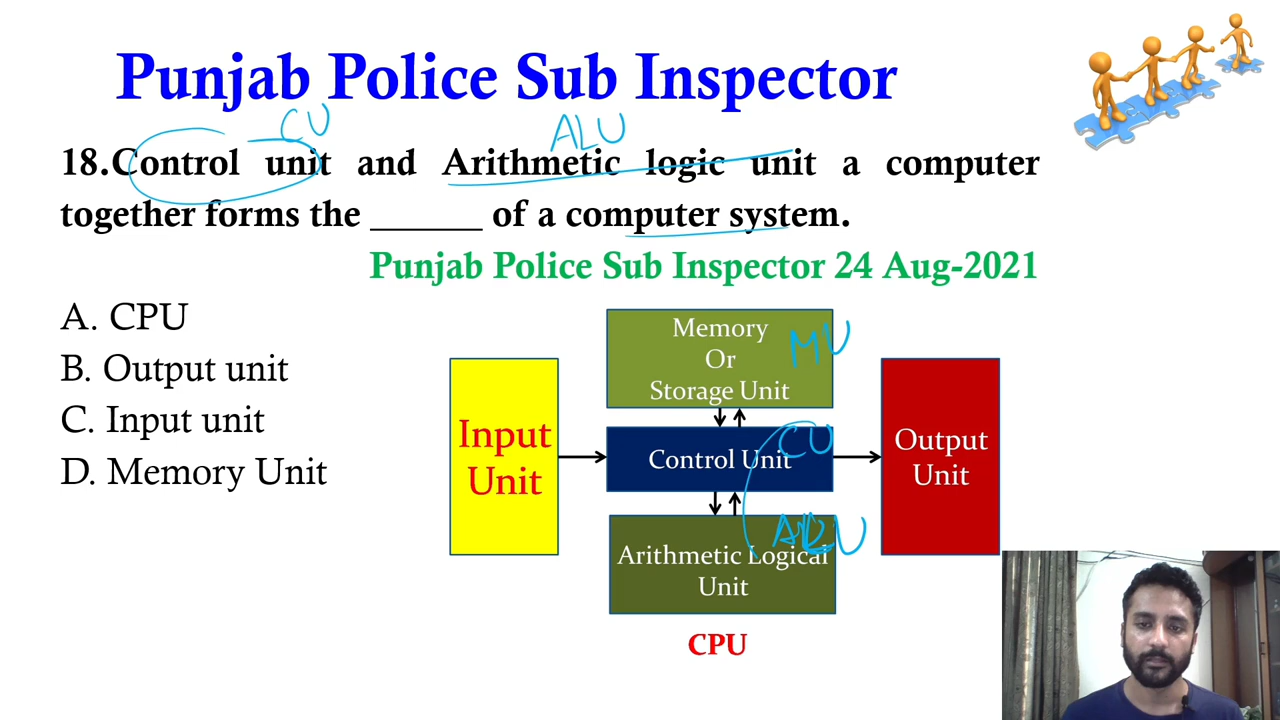 Punjab Police Sub Inspector
CU
ALU
18.Control unit and Arithmetic logic unit a computer
together forms the ______ of a computer system.
Punjab Police Sub Inspector 24 Aug-2021
A. CPU
B. Output unit
C. Input unit
D. Memory Unit
Input
Unit
Memory
Or
Storage Unit
MU
Control Unit
CU
Arithmetic Logical
Unit
CPU
Output
Unit